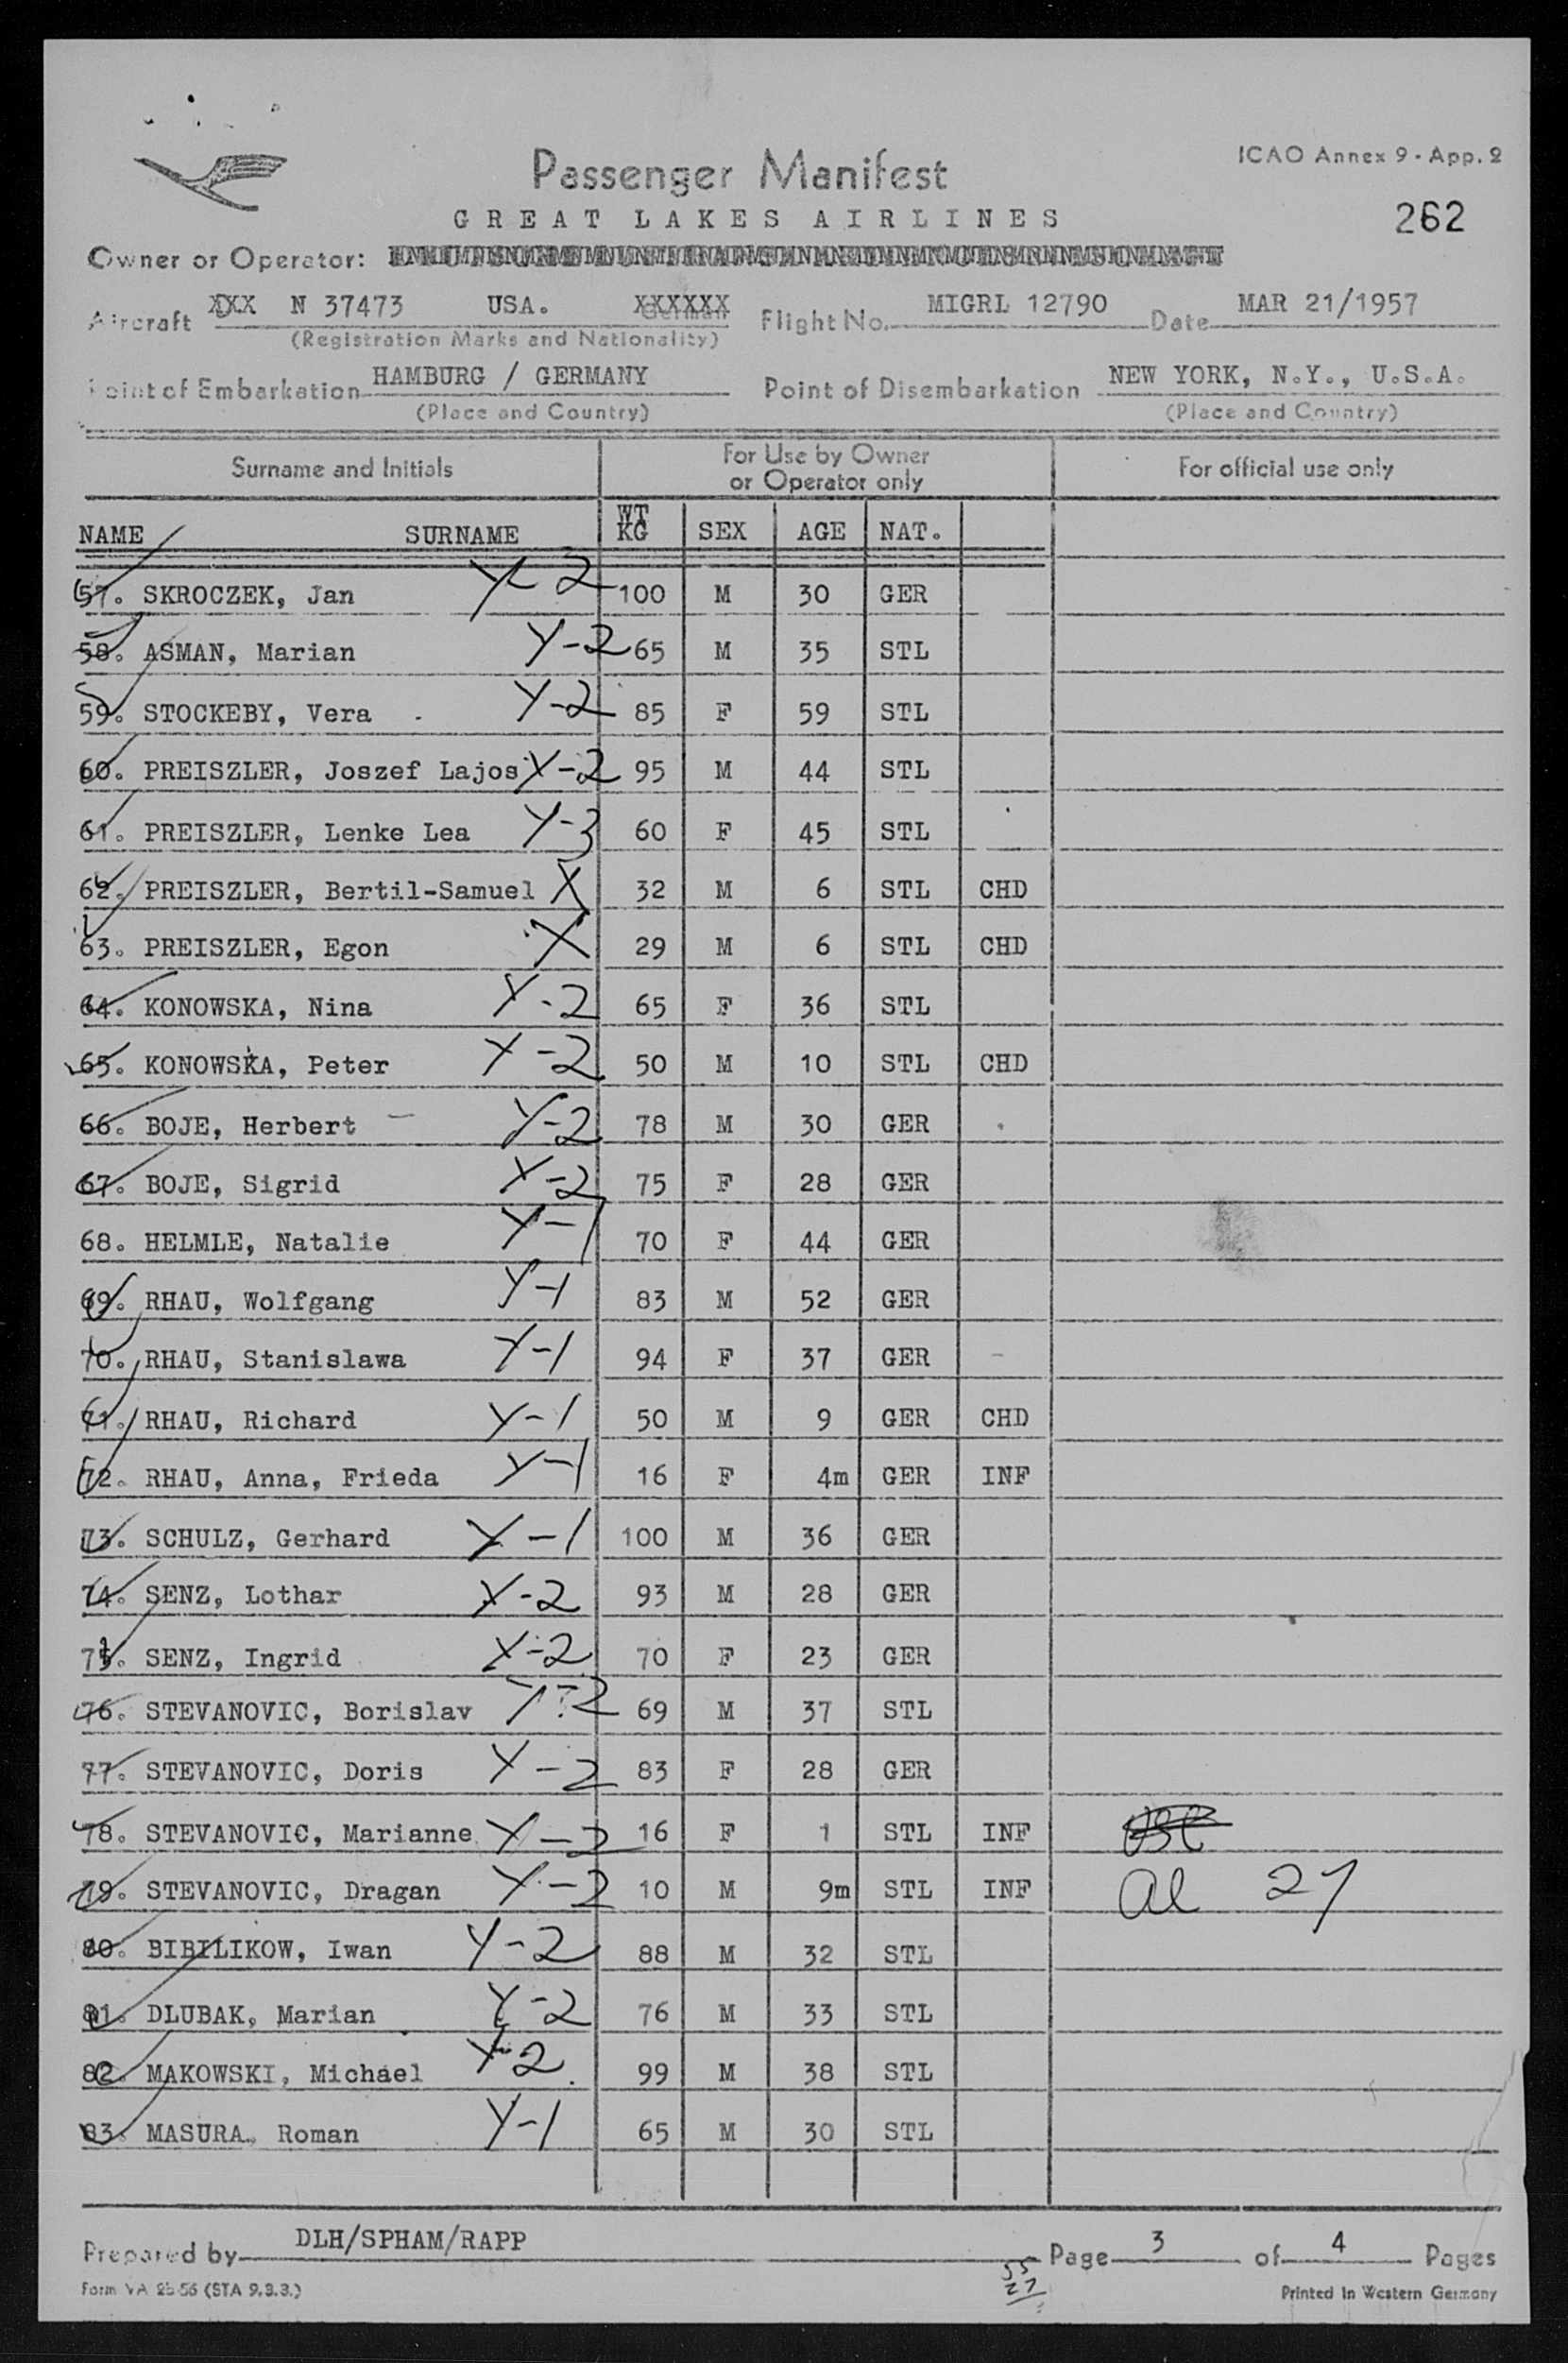 Passenger Manifest
ICAO Annex 9 - App. 2
GREAT LAKES AIRLINES
262
Owner or Operator:
Aircraft XXX N 37473 USA. XXXXXX Flight No. MIGRL 12790 Date MAR 21/1957
(Registration Marks and Nationality)
Point of Embarkation HAMBURG / GERMANY Point of Disembarkation NEW YORK, N.Y., U.S.A.
(Place and Country) (Place and Country)
Surname and Initials For Use by Owner or Operator only For official use only
NAME SURNAME WT KG SEX AGE NAT.
57. SKROCZEK, Jan Y-2 100 M 30 GER
58. ASMAN, Marian Y-2 65 M 35 STL
59. STOCKEBY, Vera Y-2 85 F 59 STL
60. PREISZLER, Joszef Lajos Y-2 95 M 44 STL
61. PREISZLER, Lenke Lea Y-3 60 F 45 STL
62. PREISZLER, Bertil-Samuel X 32 M 6 STL CHD
63. PREISZLER, Egon X 29 M 6 STL CHD
64. KONOWSKA, Nina Y-2 65 F 36 STL
65. KONOWSKA, Peter Y-2 50 M 10 STL CHD
66. BOJE, Herbert Y-2 78 M 30 GER
67. BOJE, Sigrid Y-2 75 F 28 GER
68. HELMLE, Natalie Y-1 70 F 44 GER
69. RHAU, Wolfgang Y-1 83 M 52 GER
70. RHAU, Stanislawa Y-1 94 F 37 GER
71. RHAU, Richard Y-1 50 M 9 GER CHD
72. RHAU, Anna, Frieda Y-1 16 F 4m GER INF
73. SCHULZ, Gerhard Y-1 100 M 36 GER
74. SENZ, Lothar Y-2 93 M 28 GER
75. SENZ, Ingrid Y-2 70 F 23 GER
76. STEVANOVIC, Borislav Y-2 69 M 37 STL
77. STEVANOVIC, Doris Y-2 83 F 28 GER
78. STEVANOVIC, Marianne Y-2 16 F 1 STL INF
79. STEVANOVIC, Dragan Y-2 10 M 9m STL INF al 27
80. BIBILIKOW, Iwan Y-2 88 M 32 STL
81. DLUBAK, Marian Y-2 76 M 33 STL
82. MAKOWSKI, Michael Y-2 99 M 38 STL
83. MASURA, Roman Y-1 65 M 30 STL
Prepared by DLH/SPHAM/RAPP Page 3 of 4 Pages
55
27
Form VA 25-56 (STA 9.3.3.) Printed in Western Germany